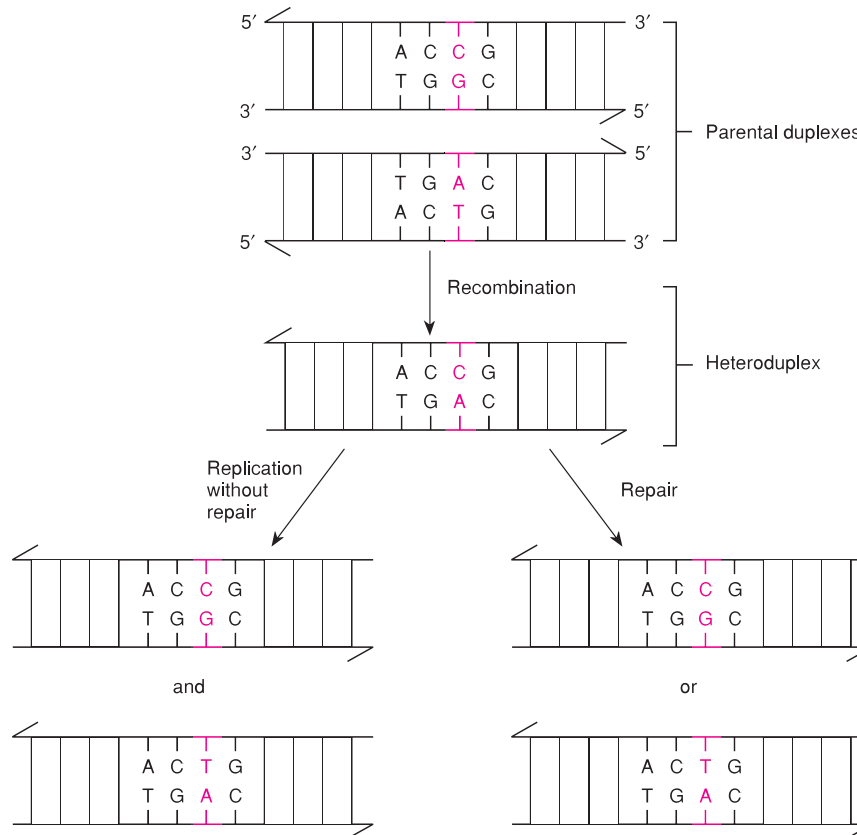 5′ 3′
A C C G
T G G C
3′ 5′
Parental duplexes
3′ 5′
T G A C
A C T G
5′ 3′
Recombination
A C C G
T G A C
Heteroduplex
Replication
without
repair
Repair
A C C G
T G G C
and
A C T G
T G A C
A C C G
T G G C
or
A C T G
T G A C